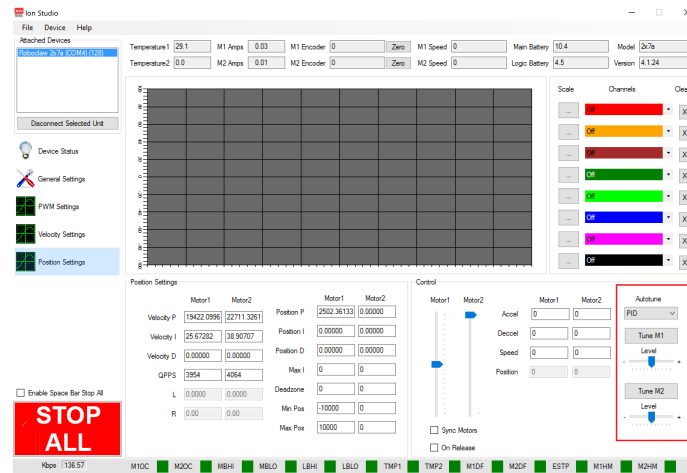 Ion Studio
File Device Help
Attached Devices
Roboclaw 2x7a (COM4) (128)
Disconnect Selected Unit
Device Status
General Settings
PWM Settings
Velocity Settings
Position Settings
Enable Space Bar Stop All
STOP
ALL
Temperature1 29.1 M1 Amps 0.03 M1 Encoder 0 Zero M1 Speed 0 Main Battery 10.4 Model 2x7a
Temperature2 0.0 M2 Amps 0.01 M2 Encoder 0 Zero M2 Speed 0 Logic Battery 4.5 Version 4.1.24
Scale Channels Clea
... Off X
... Off X
... Off X
... Off X
... Off X
... Off X
... Off X
... Off X
Position Settings
Motor1 Motor2
Velocity P 19422.0996 22711.3261
Velocity I 25.67282 38.90707
Velocity D 0.00000 0.00000
QPPS 3954 4064
L 0.0000 0.0000
R 0.00 0.00
Motor1 Motor2
Position P 2502.36133 0.00000
Position I 0.00000 0.00000
Position D 0.00000 0.00000
Max I 0 0
Deadzone 0 0
Min Pos -10000 0
Max Pos 10000 0
Control
Motor1 Motor2
Sync Motors
On Release
Motor1 Motor2
Accel 0 0
Deccel 0 0
Speed 0 0
Position 0 0
Autotune
PID
Tune M1
Level
- +
Tune M2
Level
- +
Kbps 136.57 M1OC M2OC MBHI MBLO LBHI LBLO TMP1 TMP2 M1DF M2DF ESTP M1HM M2HM